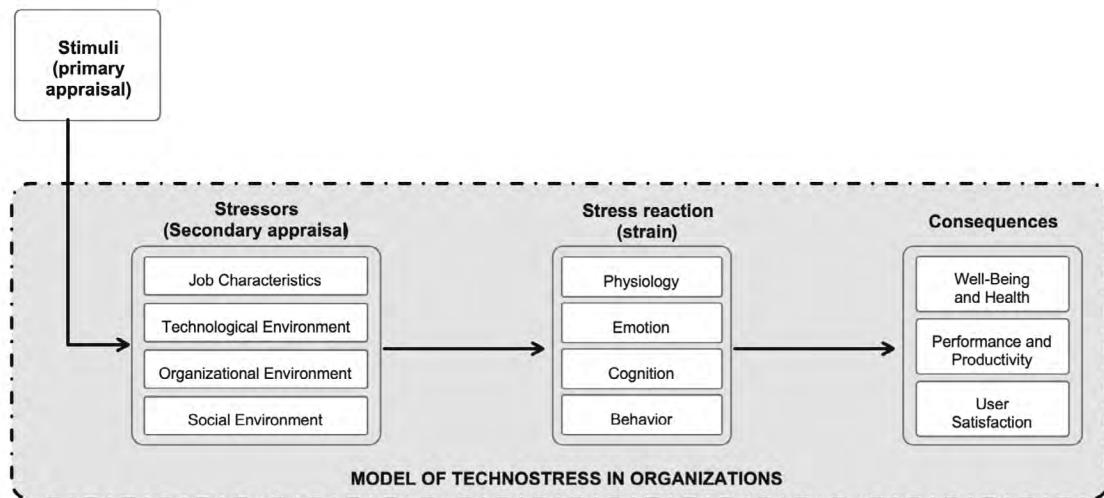 Stimuli
(primary
appraisal)
Stressors
(Secondary appraisal)
Job Characteristics
Technological Environment
Organizational Environment
Social Environment
Stress reaction
(strain)
Physiology
Emotion
Cognition
Behavior
Consequences
Well-Being
and Health
Performance and
Productivity
User
Satisfaction
MODEL OF TECHNOSTRESS IN ORGANIZATIONS